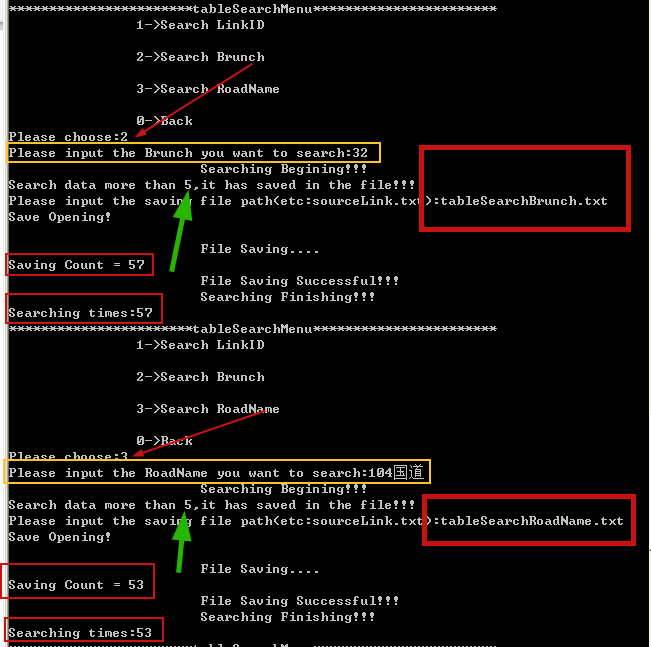 ************************tableSearchMenu************************
1->Search LinkID
2->Search Brunch
3->Search RoadName
0->Back
Please choose:2
Please input the Brunch you want to search:32
Searching Begining!!!
Search data more than 5,it has saved in the file!!!
Please input the saving file path(etc:sourceLink.txt):tableSearchBrunch.txt
Save Opening!
File Saving....
Saving Count = 57
File Saving Successful!!!
Searching Finishing!!!
Searching times:57
************************tableSearchMenu************************
1->Search LinkID
2->Search Brunch
3->Search RoadName
0->Back
Please choose:3
Please input the RoadName you want to search:104国道
Searching Begining!!!
Search data more than 5,it has saved in the file!!!
Please input the saving file path(etc:sourceLink.txt):tableSearchRoadName.txt
Save Opening!
File Saving....
Saving Count = 53
File Saving Successful!!!
Searching Finishing!!!
Searching times:53